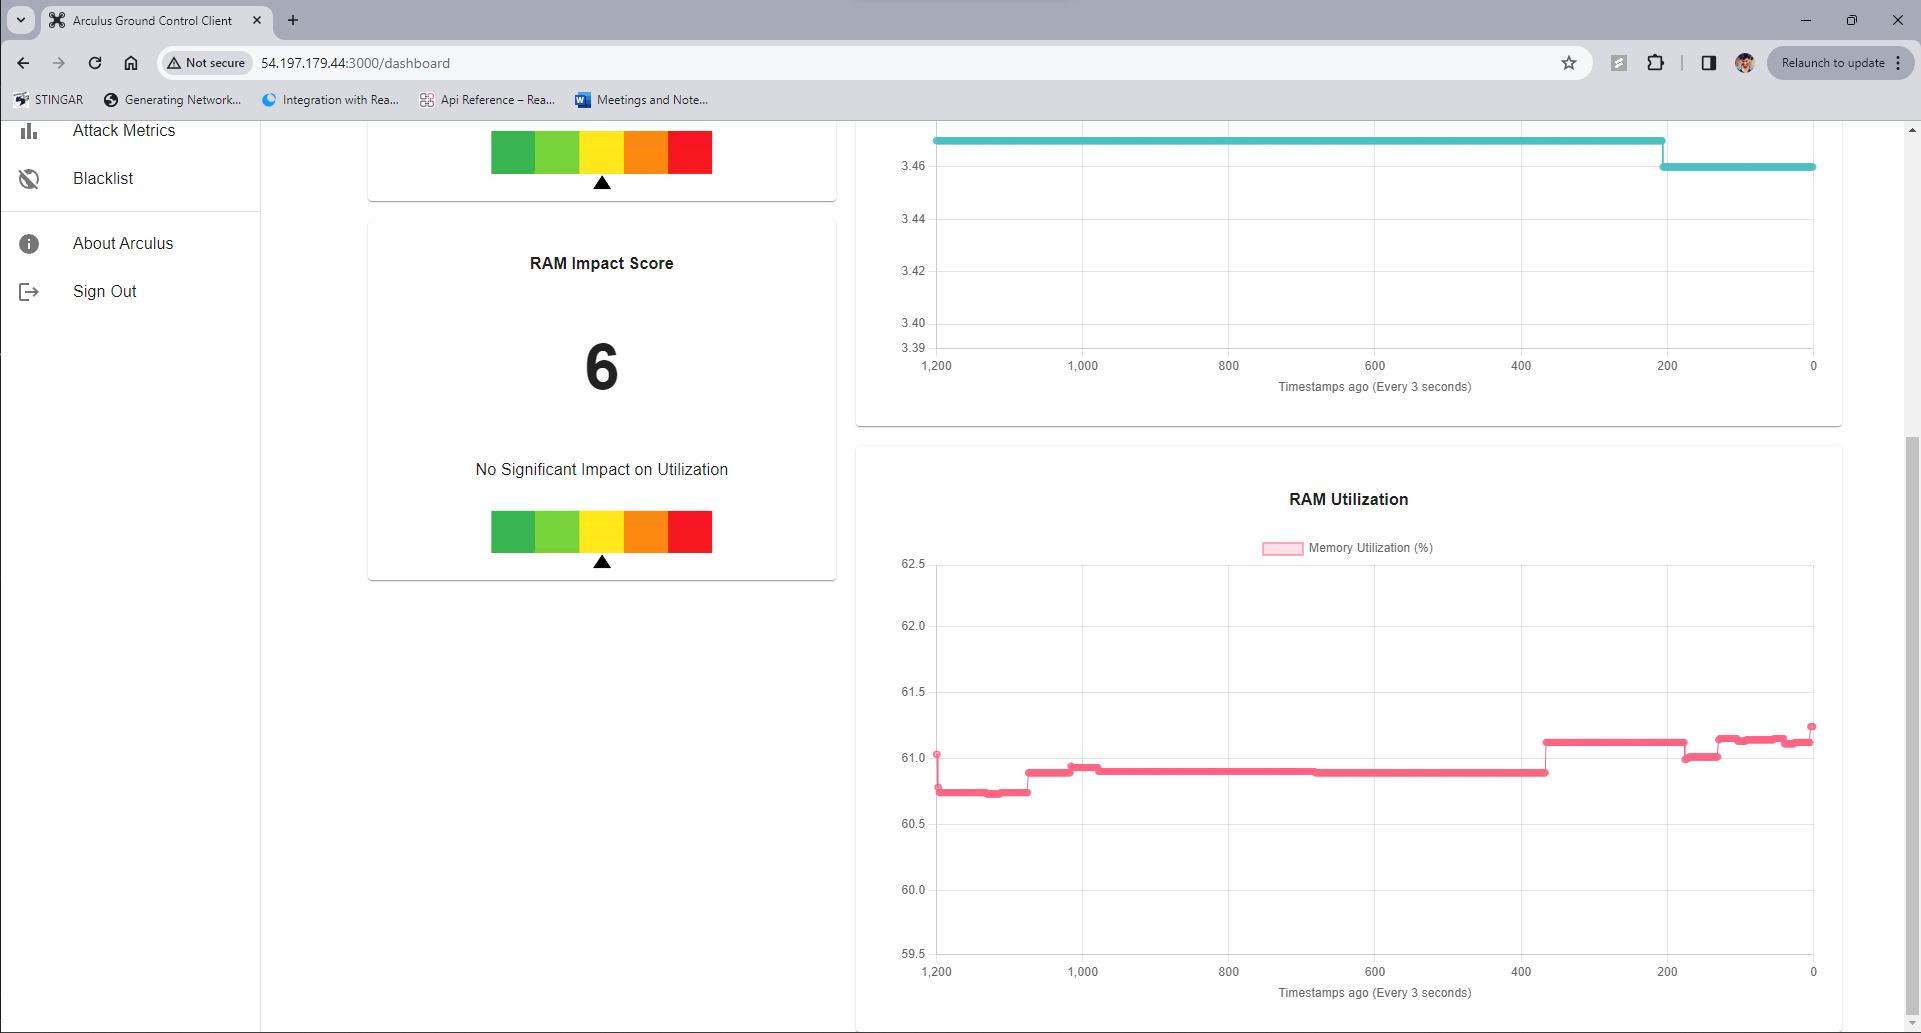 Arculus Ground Control Client
Not secure
54.197.179.44:3000/dashboard
Relaunch to update
STINGAR
Generating Network...
Integration with Rea...
Api Reference – Rea...
Meetings and Note...
Attack Metrics
Blacklist
About Arculus
Sign Out
RAM Impact Score
6
No Significant Impact on Utilization
3.46
3.44
3.42
3.40
3.39
1,200 1,000 800 600 400 200 0
Timestamps ago (Every 3 seconds)
RAM Utilization
Memory Utilization (%)
62.5
62.0
61.5
61.0
60.5
60.0
59.5
1,200 1,000 800 600 400 200 0
Timestamps ago (Every 3 seconds)